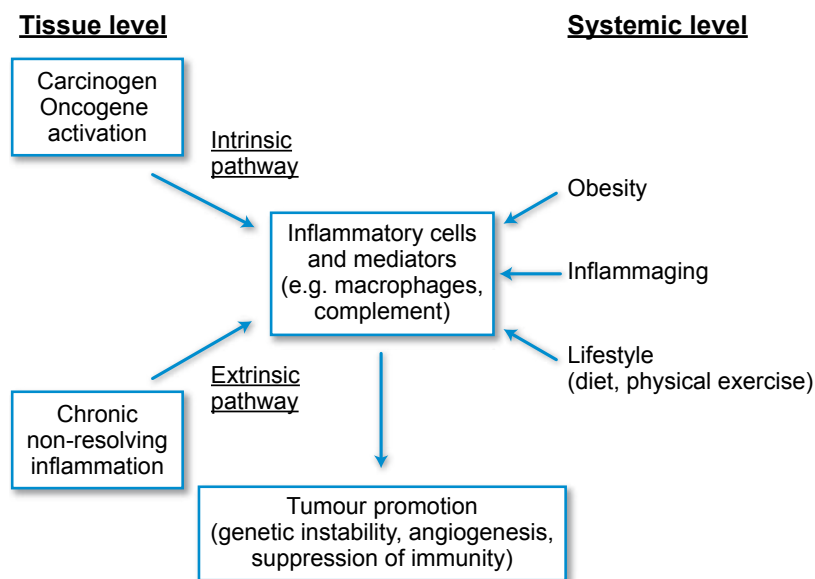 Tissue level
Systemic level
Carcinogen
Oncogene
activation
Intrinsic
pathway
Obesity
Inflammatory cells
and mediators
(e.g. macrophages,
complement)
Inflammaging
Lifestyle
(diet, physical exercise)
Extrinsic
pathway
Chronic
non-resolving
inflammation
Tumour promotion
(genetic instability, angiogenesis,
suppression of immunity)